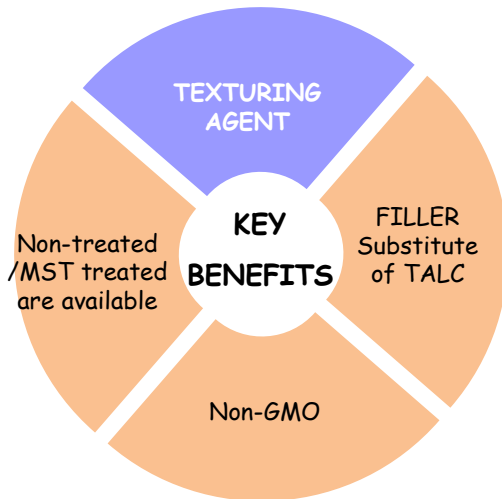 TEXTURING
AGENT
KEY
BENEFITS
FILLER
Substitute
of TALC
Non-treated
/MST treated
are available
Non-GMO